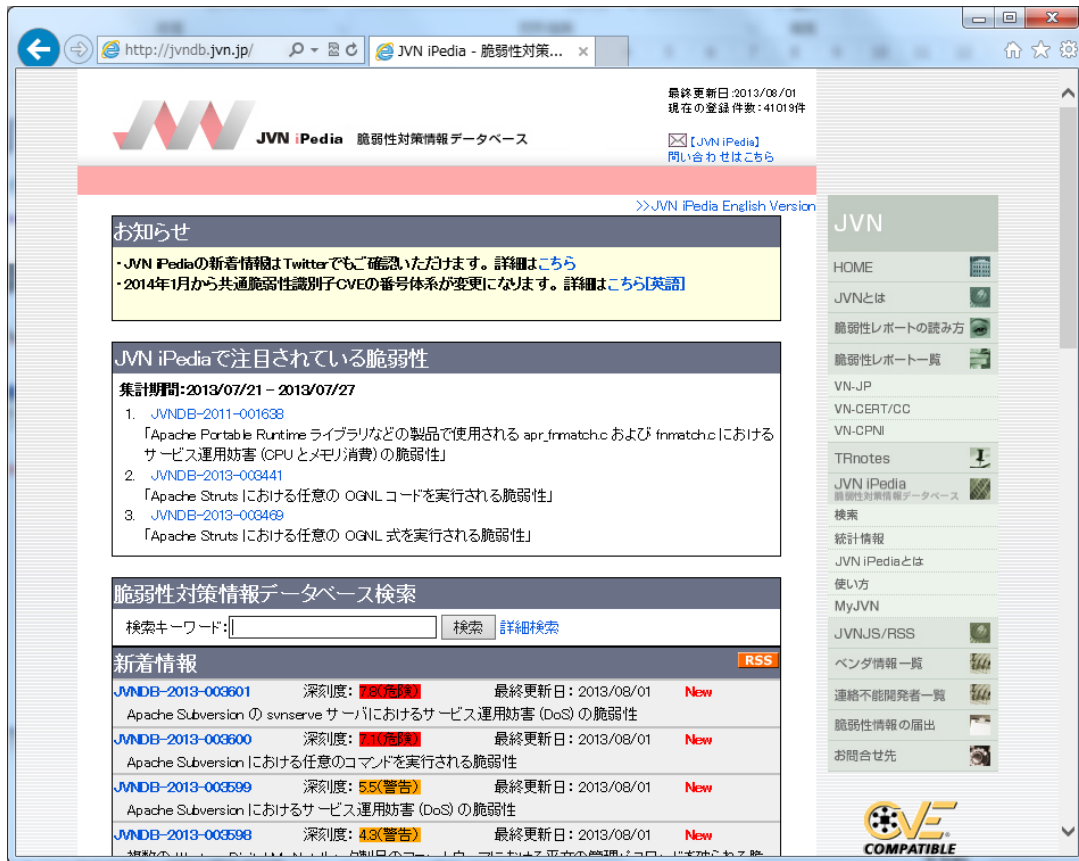 http://jvndb.jvn.jp/
JVN iPedia - 脆弱性対策...
最終更新日:2013/08/01
現在の登録件数:41019件
JVN iPedia 脆弱性対策情報データベース
【JVN iPedia】
問い合わせはこちら
>>JVN iPedia English Version
お知らせ
・JVN iPediaの新着情報はTwitterでもご確認いただけます。詳細はこちら
・2014年1月から共通脆弱性識別子CVEの番号体系が変更になります。詳細はこちら[英語]
JVN iPediaで注目されている脆弱性
集計期間:2013/07/21 - 2013/07/27
1. JVNDB-2011-001638
「Apache Portable Runtime ライブラリなどの製品で使用される apr_fnmatch.c および fnmatch.c における
サービス運用妨害 (CPU とメモリ消費) の脆弱性」
2. JVNDB-2013-003441
「Apache Struts における任意の OGNL コードを実行される脆弱性」
3. JVNDB-2013-003469
「Apache Struts における任意の OGNL 式を実行される脆弱性」
脆弱性対策情報データベース検索
検索キーワード: 検索 詳細検索
新着情報 RSS
JVNDB-2013-003601 深刻度: 7.8(危険) 最終更新日: 2013/08/01 New
Apache Subversion の svnserve サーバにおけるサービス運用妨害 (DoS) の脆弱性
JVNDB-2013-003600 深刻度: 7.1(危険) 最終更新日: 2013/08/01 New
Apache Subversion における任意のコマンドを実行される脆弱性
JVNDB-2013-003599 深刻度: 5.5(警告) 最終更新日: 2013/08/01 New
Apache Subversion におけるサービス運用妨害 (DoS) の脆弱性
JVNDB-2013-003598 深刻度: 4.3(警告) 最終更新日: 2013/08/01 New
JVN
HOME
JVNとは
脆弱性レポートの読み方
脆弱性レポート一覧
VN-JP
VN-CERT/CC
VN-CPNI
TRnotes
JVN iPedia
脆弱性対策情報データベース
検索
統計情報
JVN iPediaとは
使い方
MyJVN
JVNJS/RSS
ベンダ情報一覧
連絡不能開発者一覧
脆弱性情報の届出
お問合せ先
CVE
COMPATIBLE